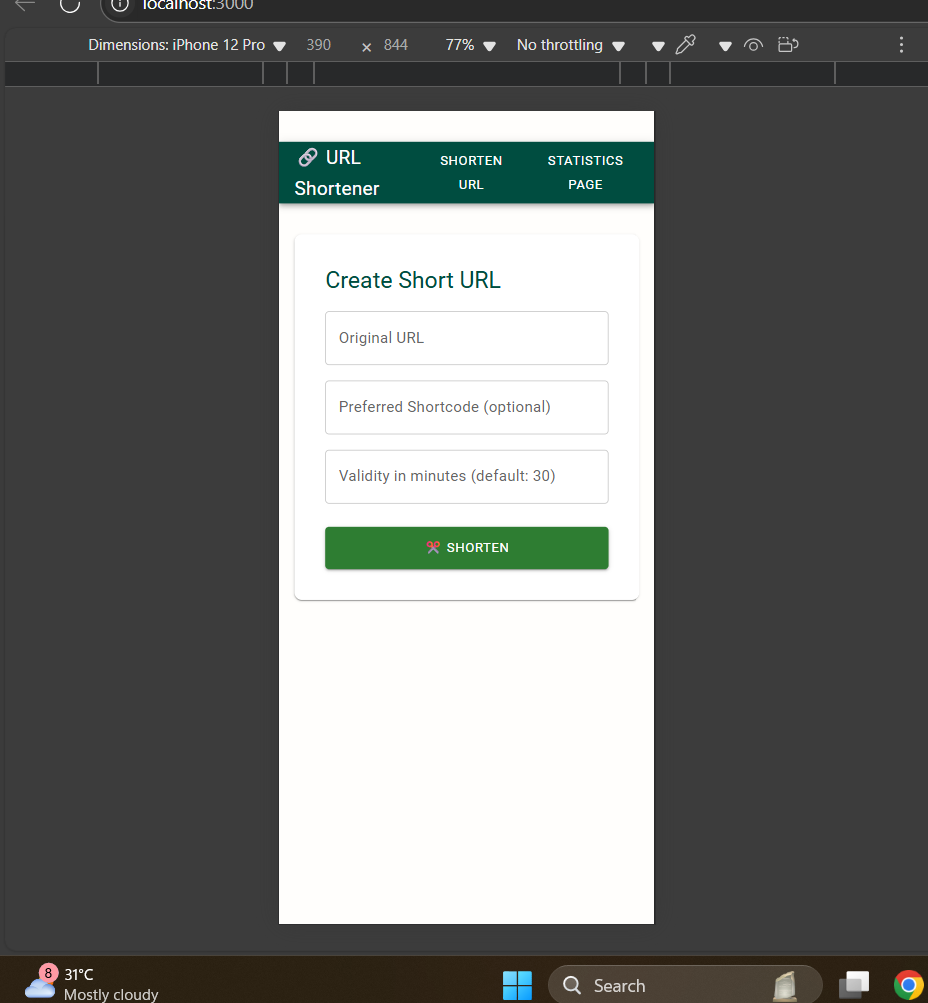 localhost:3000
Dimensions: iPhone 12 Pro 390 × 844 77% No throttling
🔗 URL Shortener
SHORTEN URL
STATISTICS PAGE
Create Short URL
Original URL
Preferred Shortcode (optional)
Validity in minutes (default: 30)
SHORTEN
8
31°C
Mostly cloudy
Search